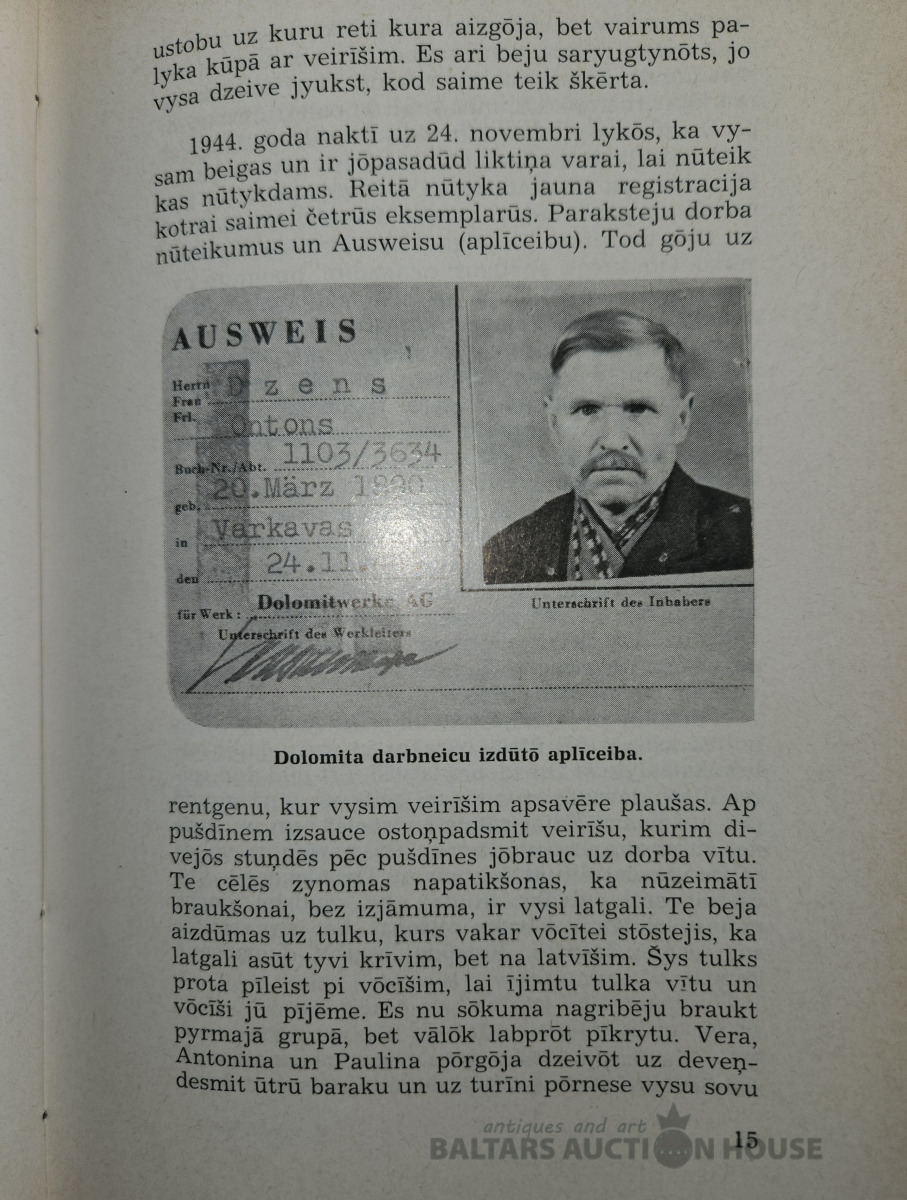 ustobu uz kuru reti kura aizgōja, bet vairums pa-
lyka kūpā ar veirīšim. Es ari beju saryugtynōts, jo
vysa dzeive jyukst, kod saime teik škērta.
1944. goda naktī uz 24. novembri lykōs, ka vy-
sam beigas un ir jōpasadūd liktiņa varai, lai nūteik
kas nūtykdams. Reitā nūtyka jauna registracija
kotrai saimei četrūs eksemplarūs. Paraksteju dorba
nūteikumus un Ausweisu (aplīceibu). Tod gōju uz
AUSWEIS
Herrn
Frau
Frl.
Dzens
Ontons
Buch-Nr./Abt. 1103/3634
geb. 20.März 1890
in Varkavas
den 24.11.
für Werk: Dolomitwerke AG
Unterschrift des Werkleiters
Unterschrift des Inhabers
Dolomita darbneicu izdūtō aplīceiba.
rentgenu, kur vysim veirīšim apsavēre plaušas. Ap
pušdīnem izsauce ostoņpadsmit veirīšu, kurim di-
vejōs stuņdēs pēc pušdīnes jōbrauc uz dorba vītu.
Te cēlēs zynomas napatikšonas, ka nūzeimātī
braukšonai, bez izjāmuma, ir vysi latgali. Te beja
aizdūmas uz tulku, kurs vakar vōcītei stōstejis, ka
latgali asūt tyvi krīvim, bet na latvīšim. Šys tulks
prota pīleist pi vōcīšim, lai ījimtu tulka vītu un
vōcīši jū pījēme. Es nu sōkuma nagribēju braukt
pyrmajā grupā, bet vālōk labprōt pīkrytu. Vera,
Antonina un Paulina pōrgōja dzeivōt uz deveņ-
desmit ūtrū baraku un uz turīni pōrnese vysu sovu
15
antiques and art
BALTARS AUCTION HOUSE